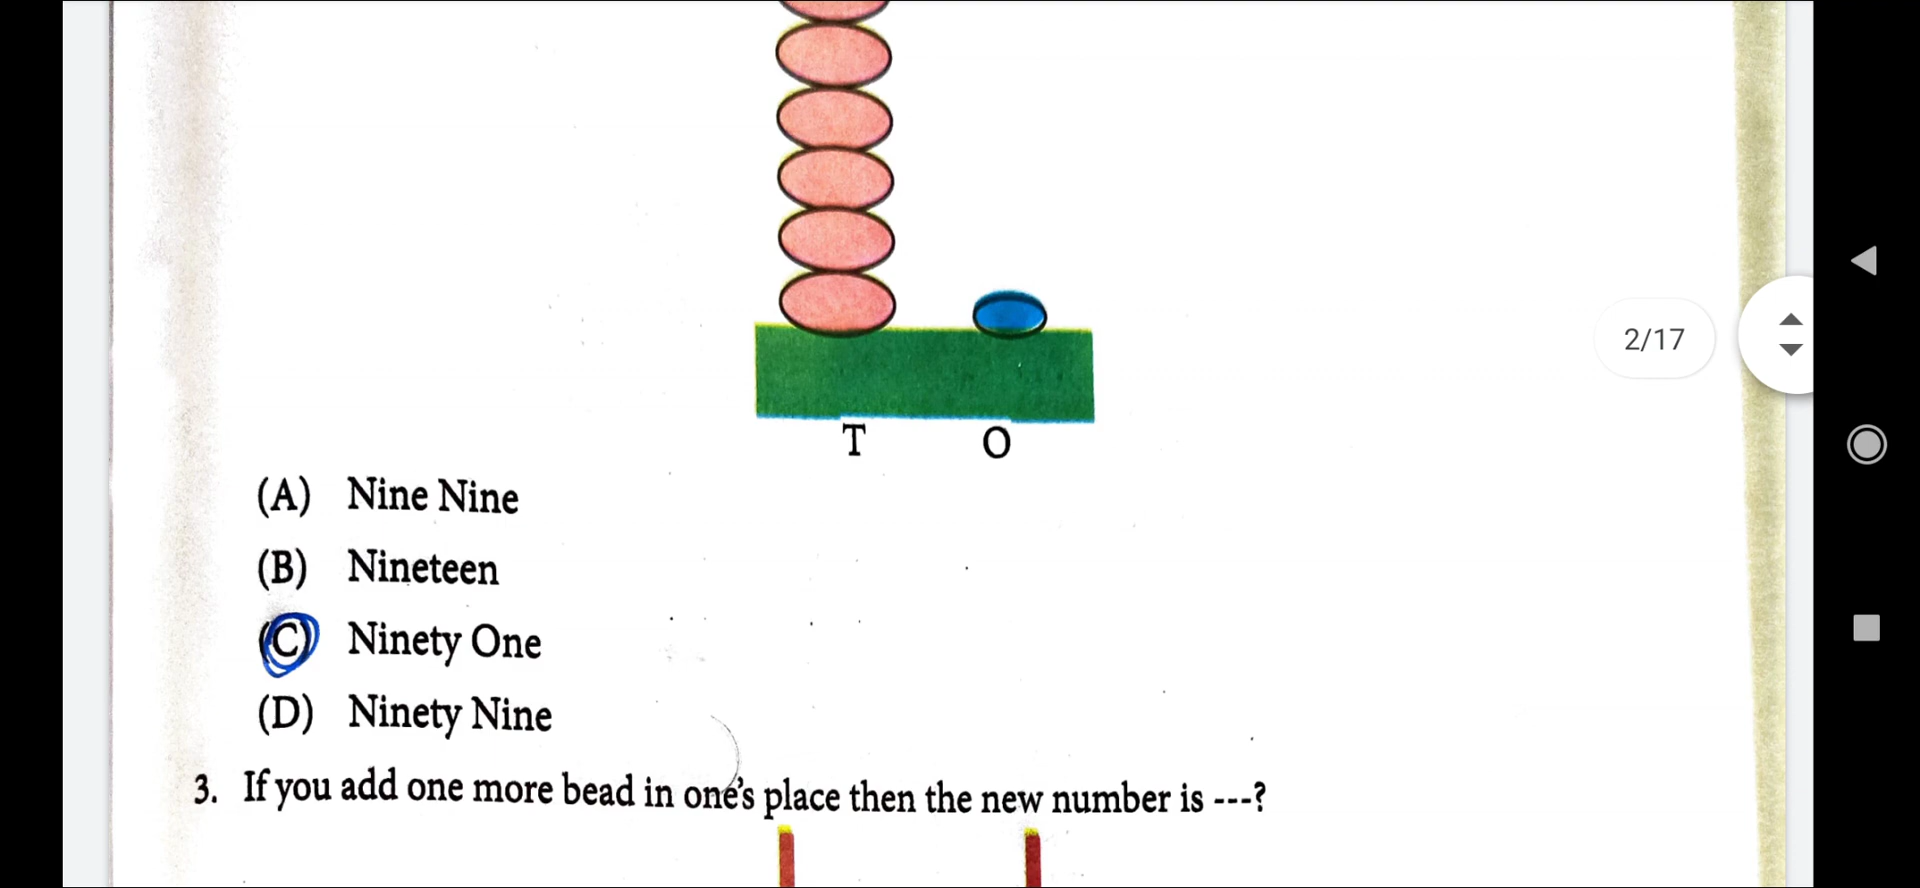 T O
(A) Nine Nine
(B) Nineteen
(C) Ninety One
(D) Ninety Nine
3. If you add one more bead in one's place then the new number is ---?
2/17